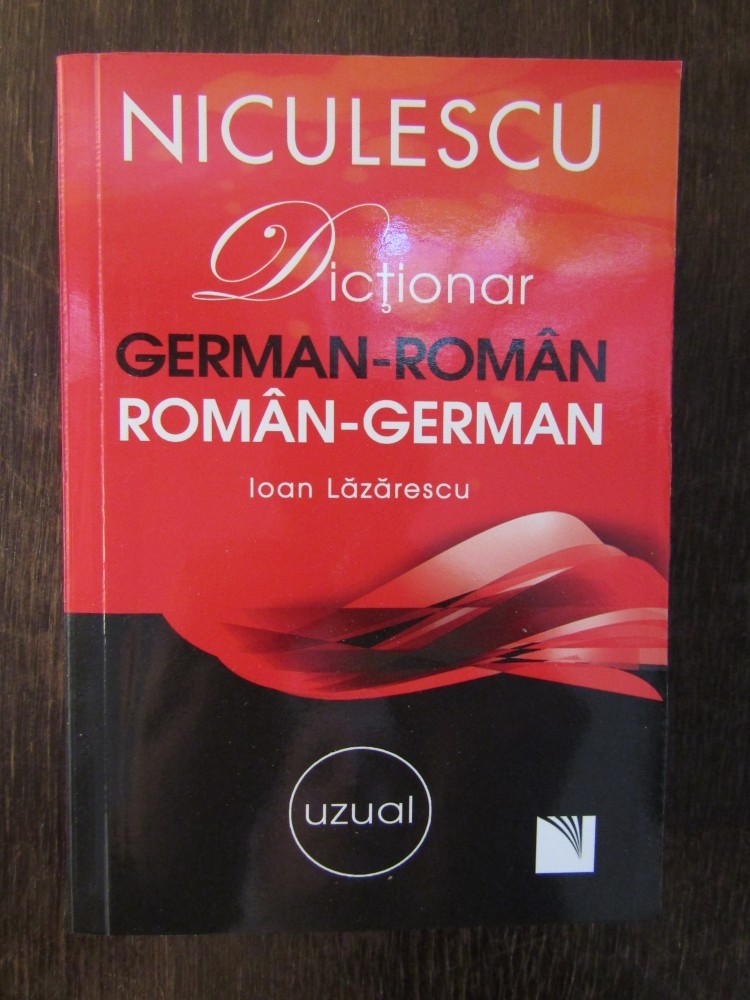 NICULESCU
Dicţionar
GERMAN-ROMÂN
ROMÂN-GERMAN
Ioan Lăzărescu
uzual